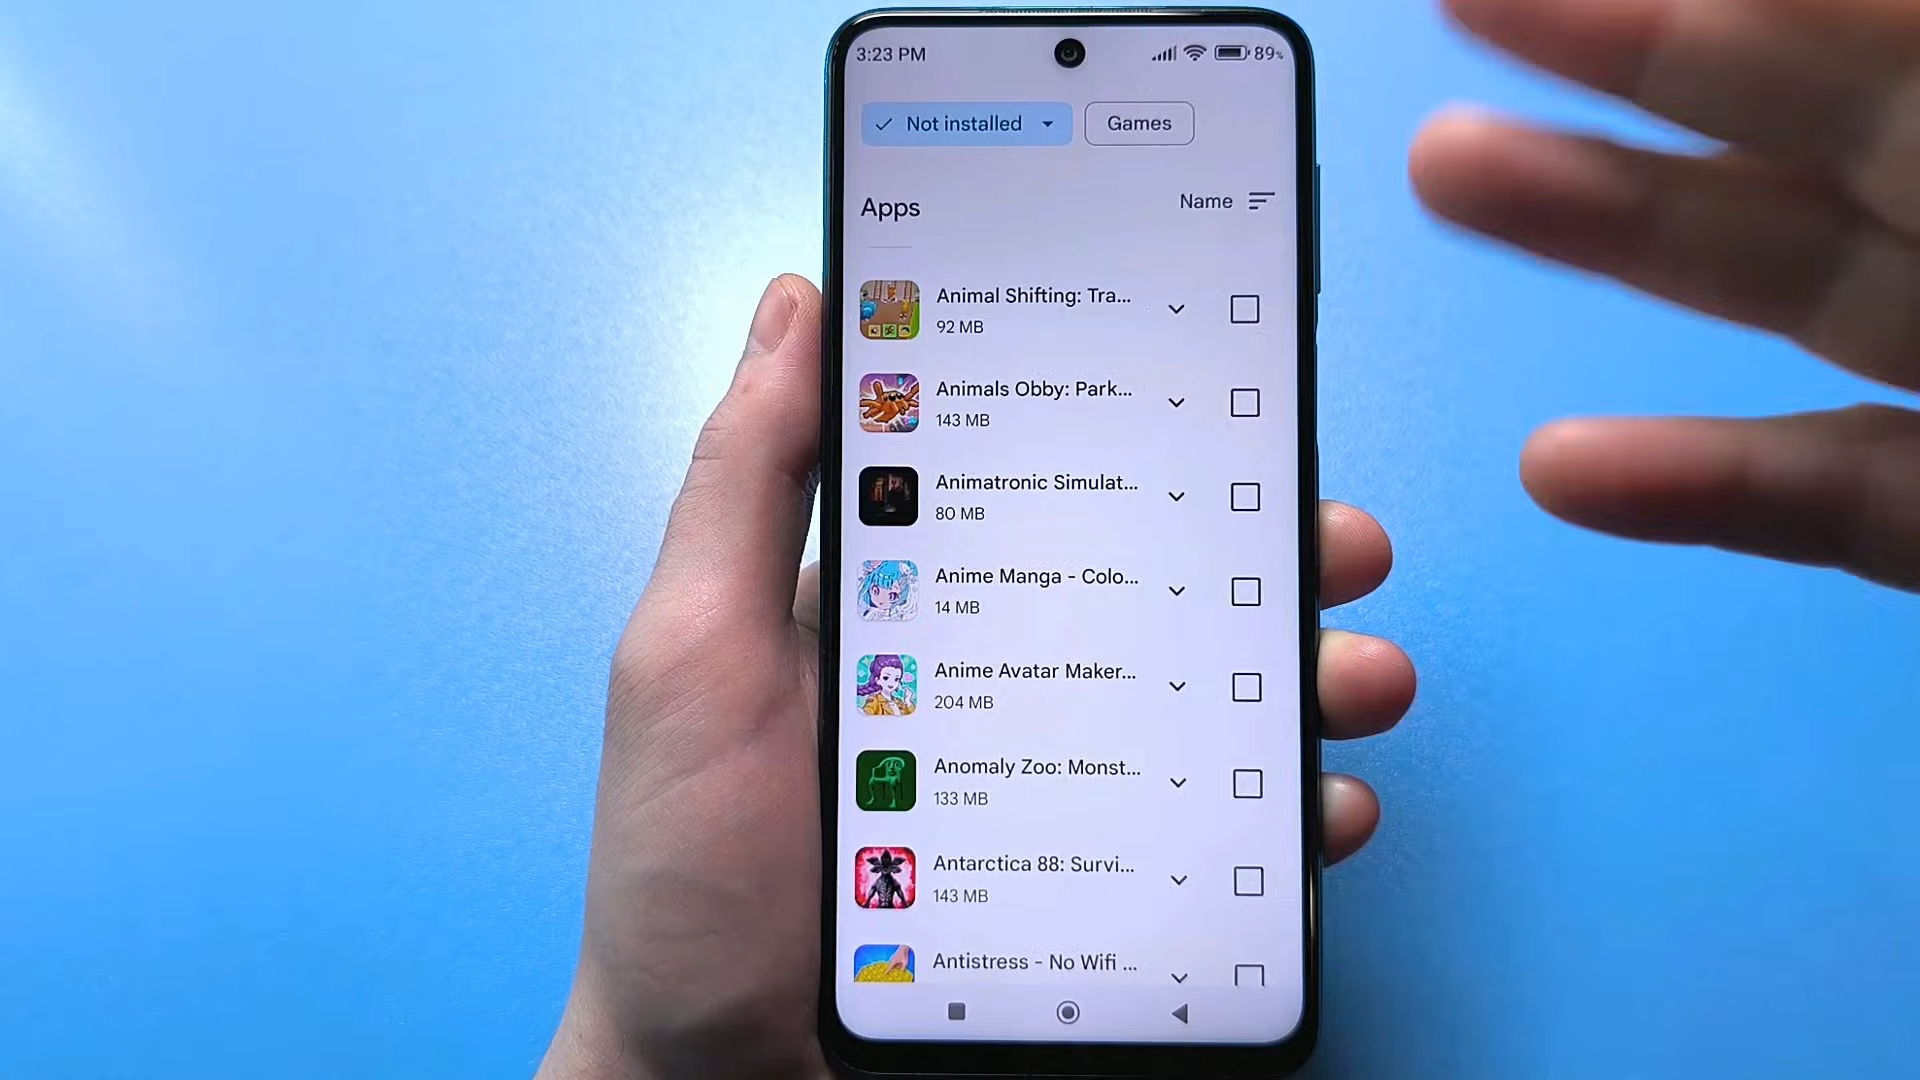 3:23 PM
89%
Not installed
Games
Apps
Name
Animal Shifting: Tra...
92 MB
Animals Obby: Park...
143 MB
Animatronic Simulat...
80 MB
Anime Manga - Colo...
14 MB
Anime Avatar Maker...
204 MB
Anomaly Zoo: Monst...
133 MB
Antarctica 88: Survi...
143 MB
Antistress - No Wifi ...